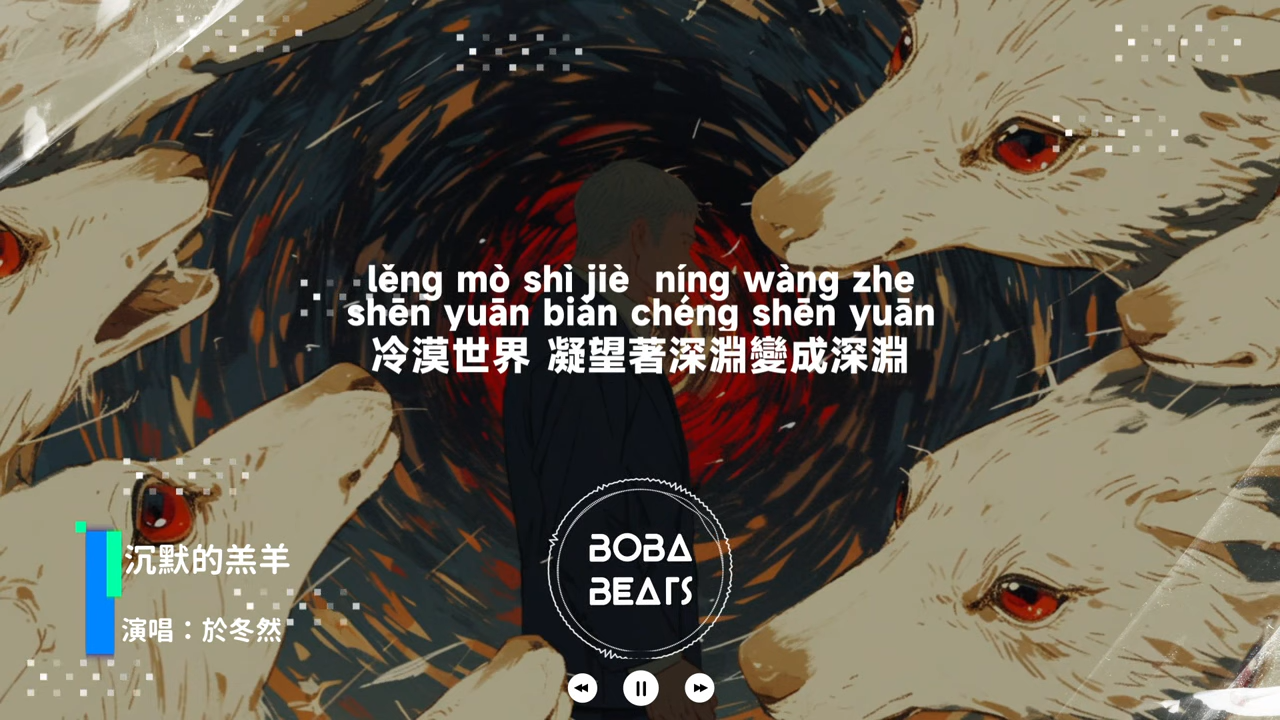 lěng mò shì jiè  níng wàng zhe
shēn yuān biàn chéng shēn yuān
冷漠世界 凝望著深淵變成深淵
沉默的羔羊
演唱：於冬然
BOBA
BEATS